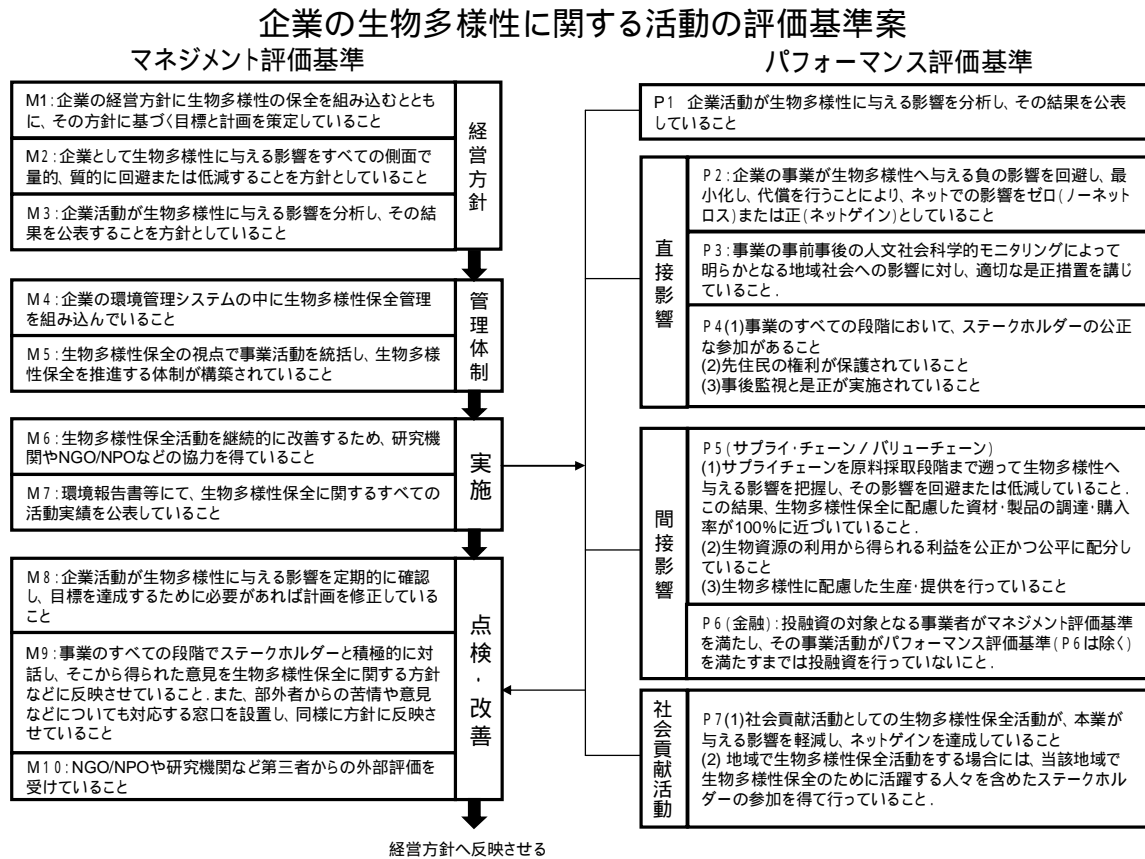 企業の生物多様性に関する活動の評価基準案
マネジメント評価基準
M1:企業の経営方針に生物多様性の保全を組み込むととも
に、その方針に基づく目標と計画を策定していること
M2:企業として生物多様性に与える影響をすべての側面で
量的、質的に回避または低減することを方針としていること
M3:企業活動が生物多様性に与える影響を分析し、その結
果を公表することを方針としていること
経営方針
M4:企業の環境管理システムの中に生物多様性保全管理
を組み込んでいること
M5:生物多様性保全の視点で事業活動を統括し、生物多様
性保全を推進する体制が構築されていること
管理体制
M6:生物多様性保全活動を継続的に改善するため、研究機
関やNGO/NPOなどの協力を得ていること
M7:環境報告書等にて、生物多様性保全に関するすべての
活動実績を公表していること
実施
M8:企業活動が生物多様性に与える影響を定期的に確認
し、目標を達成するために必要があれば計画を修正している
こと
M9:事業のすべての段階でステークホルダーと積極的に対
話し、そこから得られた意見を生物多様性保全に関する方針
などに反映させていること.また、部外者からの苦情や意見
などについても対応する窓口を設置し、同様に方針に反映さ
せていること
M10:NGO/NPOや研究機関など第三者からの外部評価を
受けていること
点検・改善
経営方針へ反映させる
パフォーマンス評価基準
P1 企業活動が生物多様性に与える影響を分析し、その結果を公表
していること
直接影響
P2:企業の事業が生物多様性へ与える負の影響を回避し、最
小化し、代償を行うことにより、ネットでの影響をゼロ(ノーネット
ロス)または正(ネットゲイン)としていること
P3:事業の事前事後の人文社会科学的モニタリングによって
明らかとなる地域社会への影響に対し、適切な是正措置を講じ
ていること.
P4(1)事業のすべての段階において、ステークホルダーの公正
な参加があること
(2)先住民の権利が保護されていること
(3)事後監視と是正が実施されていること
間接影響
P5(サプライ・チェーン/バリューチェーン)
(1)サプライチェーンを原料採取段階まで遡って生物多様性へ
与える影響を把握し、その影響を回避または低減していること.
この結果、生物多様性保全に配慮した資材・製品の調達・購入
率が100%に近づいていること.
(2)生物資源の利用から得られる利益を公正かつ公平に配分し
ていること
(3)生物多様性に配慮した生産・提供を行っていること
P6(金融):投融資の対象となる事業者がマネジメント評価基準
を満たし、その事業活動がパフォーマンス評価基準(P6は除く)
を満たすまでは投融資を行っていないこと.
社会貢献活動
P7(1)社会貢献活動としての生物多様性保全活動が、本業が
与える影響を軽減し、ネットゲインを達成していること
(2) 地域で生物多様性保全活動をする場合には、当該地域で
生物多様性保全のために活躍する人々を含めたステークホル
ダーの参加を得て行っていること.